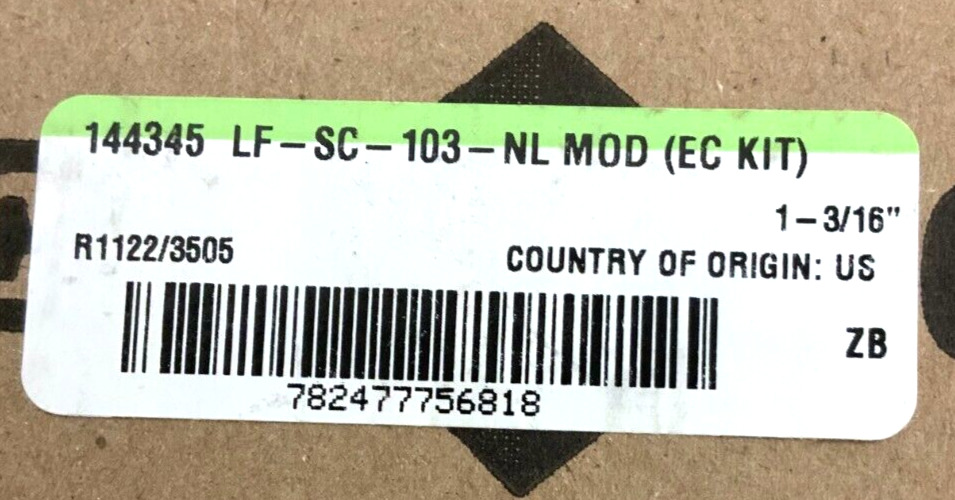 144345 LF-SC-103-NL MOD (EC KIT)
1-3/16"
R1122/3505
COUNTRY OF ORIGIN: US
ZB
782477756818